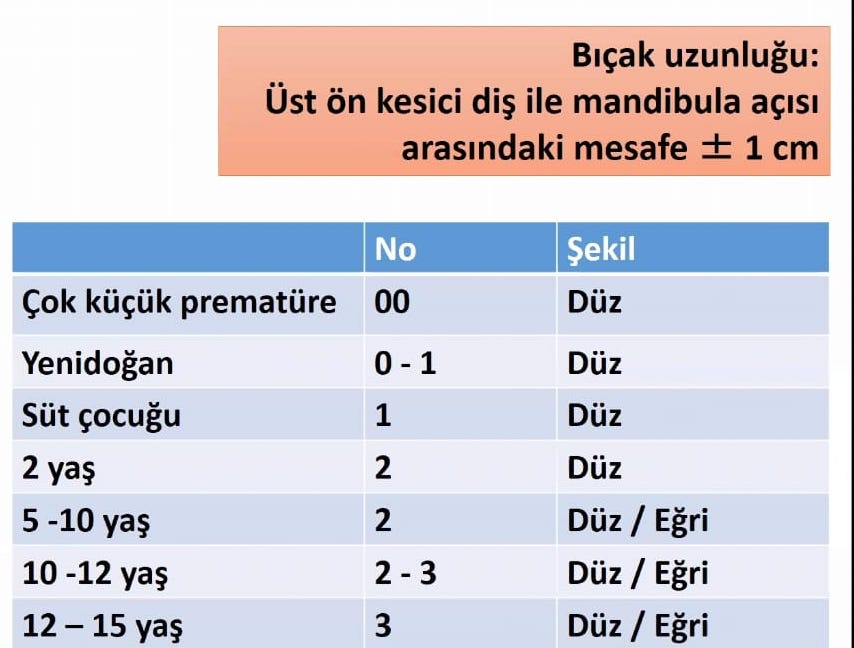 Bıçak uzunluğu:
Üst ön kesici diş ile mandibula açısı
arasındaki mesafe ± 1 cm
No Şekil
Çok küçük prematüre 00 Düz
Yenidoğan 0 - 1 Düz
Süt çocuğu 1 Düz
2 yaş 2 Düz
5 -10 yaş 2 Düz / Eğri
10 -12 yaş 2 - 3 Düz / Eğri
12 – 15 yaş 3 Düz / Eğri